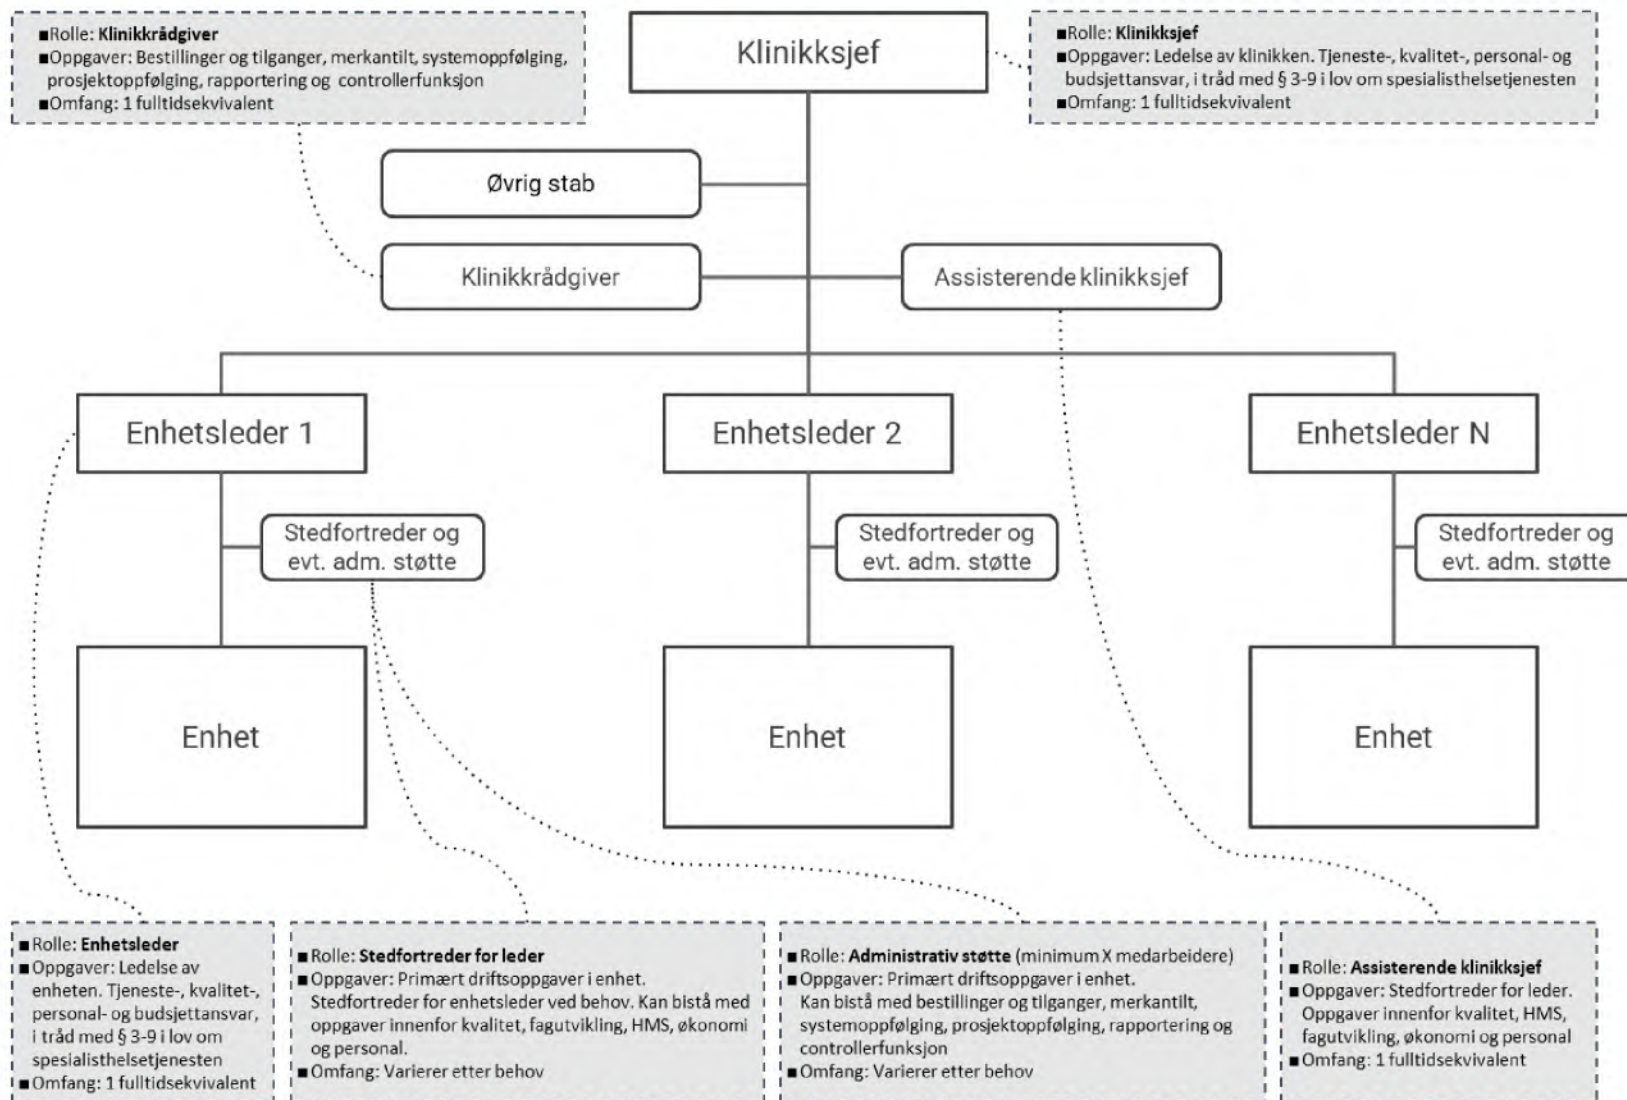 ■Rolle: Klinikkrådgiver
■Oppgaver: Bestillinger og tilganger, merkantilt, systemoppfølging,
prosjektoppfølging, rapportering og controllerfunksjon
■Omfang: 1 fulltidsekvivalent
Klinikksjef
■Rolle: Klinikksjef
■Oppgaver: Ledelse av klinikken. Tjeneste-, kvalitet-, personal- og
budsjettansvar, i tråd med § 3-9 i lov om spesialisthelsetjenesten
■Omfang: 1 fulltidsekvivalent
Øvrig stab
Klinikkrådgiver
Assisterende klinikksjef
Enhetsleder 1
Enhetsleder 2
Enhetsleder N
Stedfortreder og
evt. adm. støtte
Stedfortreder og
evt. adm. støtte
Stedfortreder og
evt. adm. støtte
Enhet
Enhet
Enhet
■Rolle: Enhetsleder
■Oppgaver: Ledelse av
enheten. Tjeneste-, kvalitet-,
personal- og budsjettansvar,
i tråd med § 3-9 i lov om
spesialisthelsetjenesten
■Omfang: 1 fulltidsekvivalent
■Rolle: Stedfortreder for leder
■Oppgaver: Primært driftsoppgaver i enhet.
Stedfortreder for enhetsleder ved behov. Kan bistå med
oppgaver innenfor kvalitet, fagutvikling, HMS, økonomi
og personal.
■Omfang: Varierer etter behov
■Rolle: Administrativ støtte (minimum X medarbeidere)
■Oppgaver: Primært driftsoppgaver i enhet.
Kan bistå med bestillinger og tilganger, merkantilt,
systemoppfølging, prosjektoppfølging, rapportering og
controllerfunksjon
■Omfang: Varierer etter behov
■Rolle: Assisterende klinikksjef
■Oppgaver: Stedfortreder for leder.
Oppgaver innenfor kvalitet, HMS,
fagutvikling, økonomi og personal
■Omfang: 1 fulltidsekvivalent